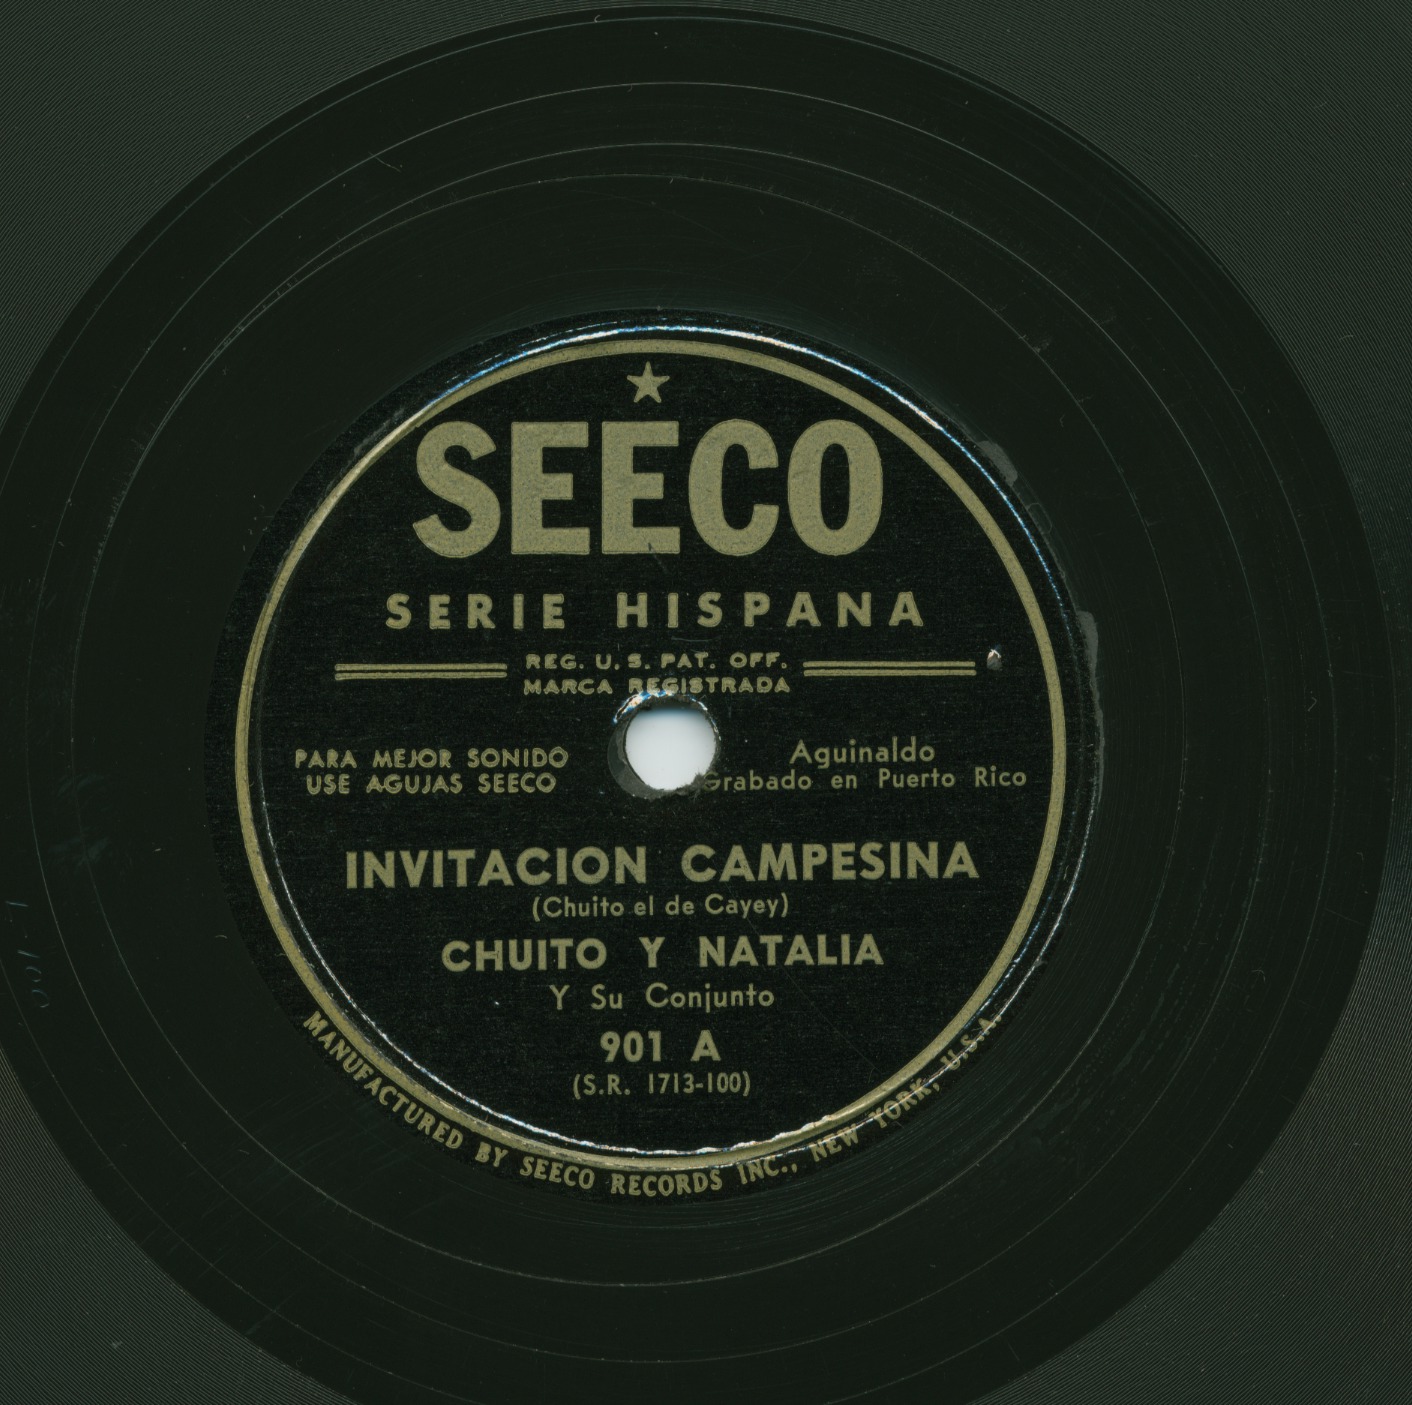 SEECO
SERIE HISPANA
REG. U. S. PAT. OFF.
MARCA REGISTRADA
PARA MEJOR SONIDO
USE AGUJAS SEECO
Aguinaldo
Grabado en Puerto Rico
INVITACION CAMPESINA
(Chuito el de Cayey)
CHUITO Y NATALIA
Y Su Conjunto
901 A
(S.R. 1713-100)
MANUFACTURED BY SEECO RECORDS INC., NEW YORK, U.S.A.